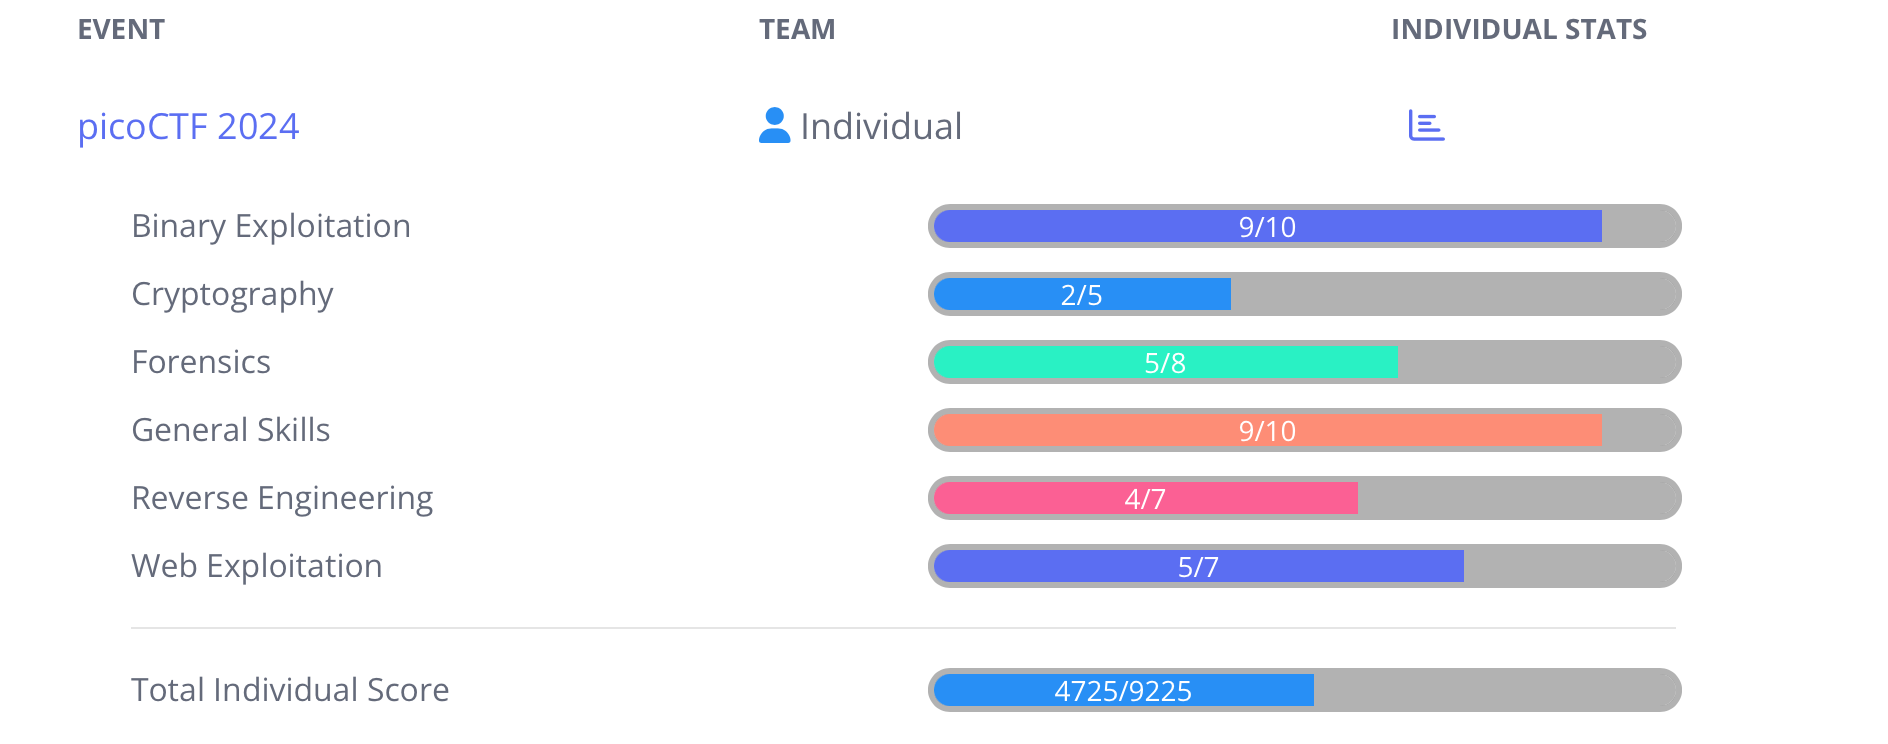 EVENT TEAM INDIVIDUAL STATS
picoCTF 2024 Individual
Binary Exploitation 9/10
Cryptography 2/5
Forensics 5/8
General Skills 9/10
Reverse Engineering 4/7
Web Exploitation 5/7
Total Individual Score 4725/9225